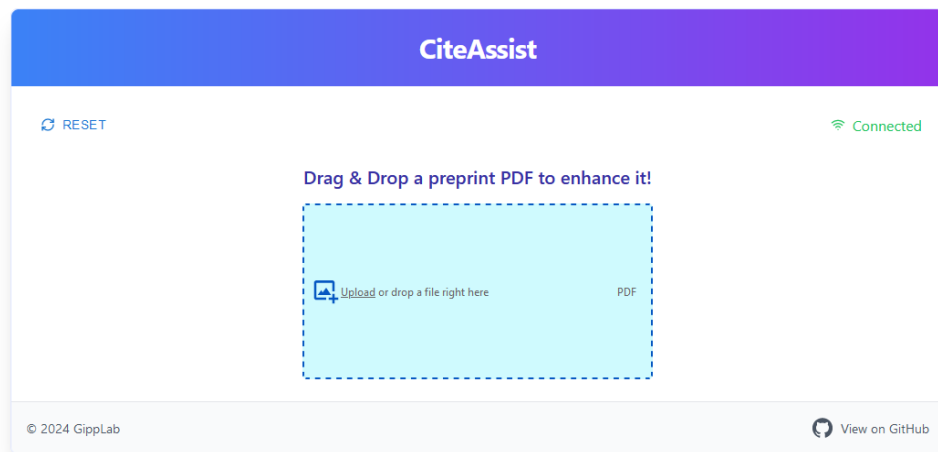 CiteAssist
RESET
Connected
Drag & Drop a preprint PDF to enhance it!
Upload or drop a file right here
PDF
© 2024 GippLab
View on GitHub